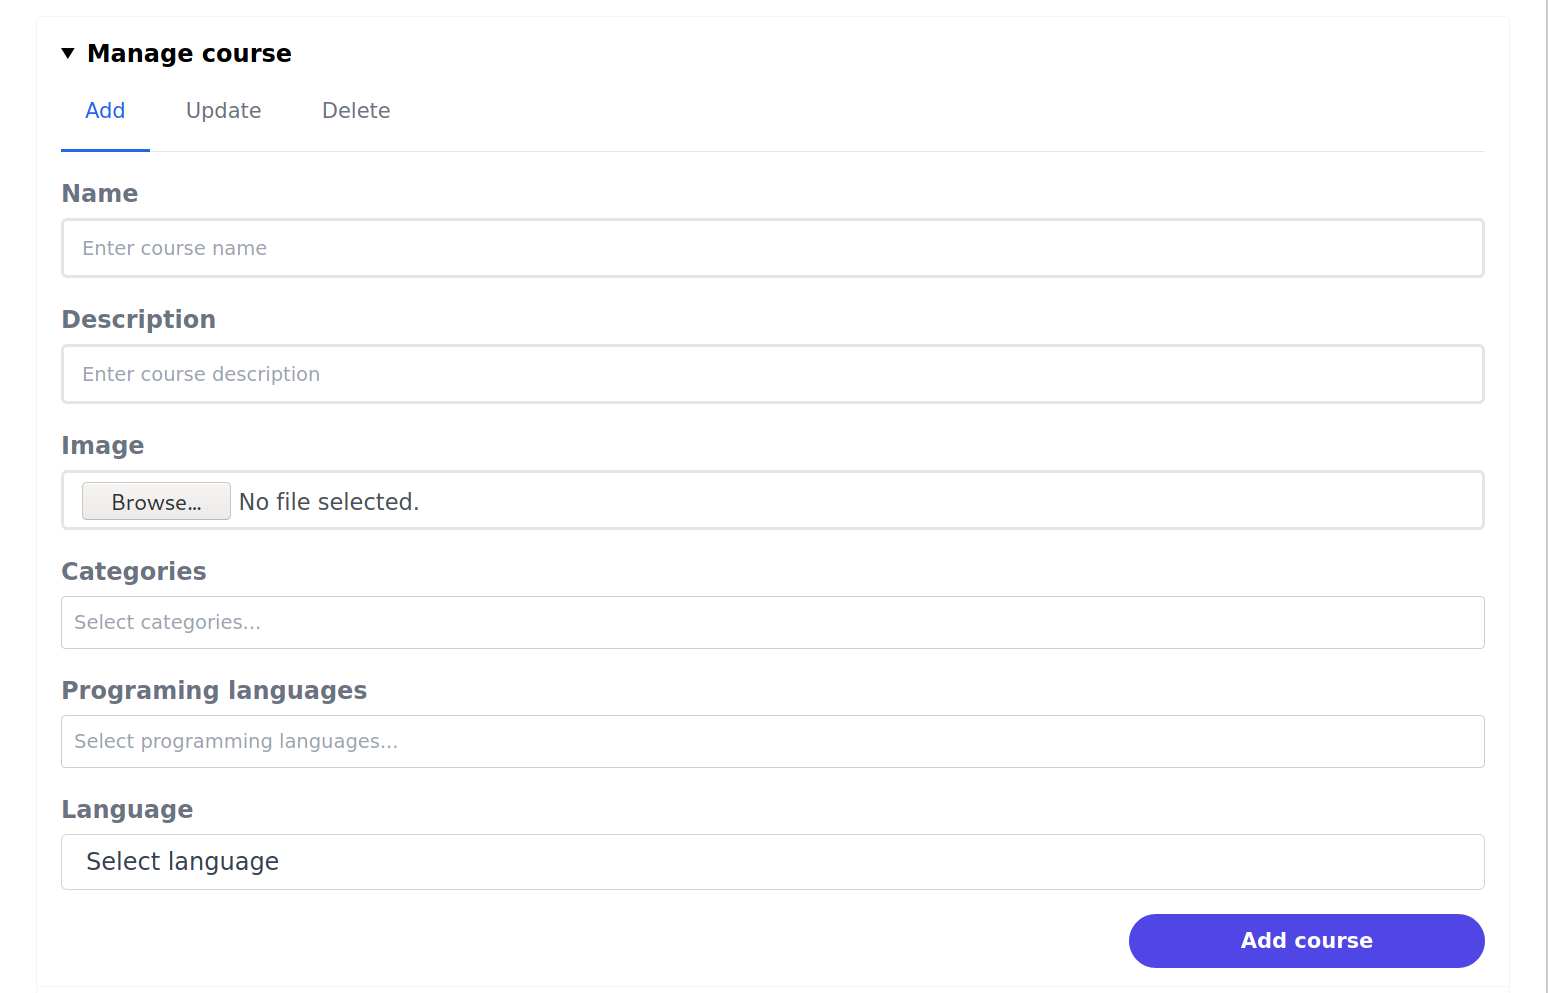 Manage course
Add Update Delete
Name
Enter course name
Description
Enter course description
Image
Browse... No file selected.
Categories
Select categories...
Programing languages
Select programming languages...
Language
Select language
Add course